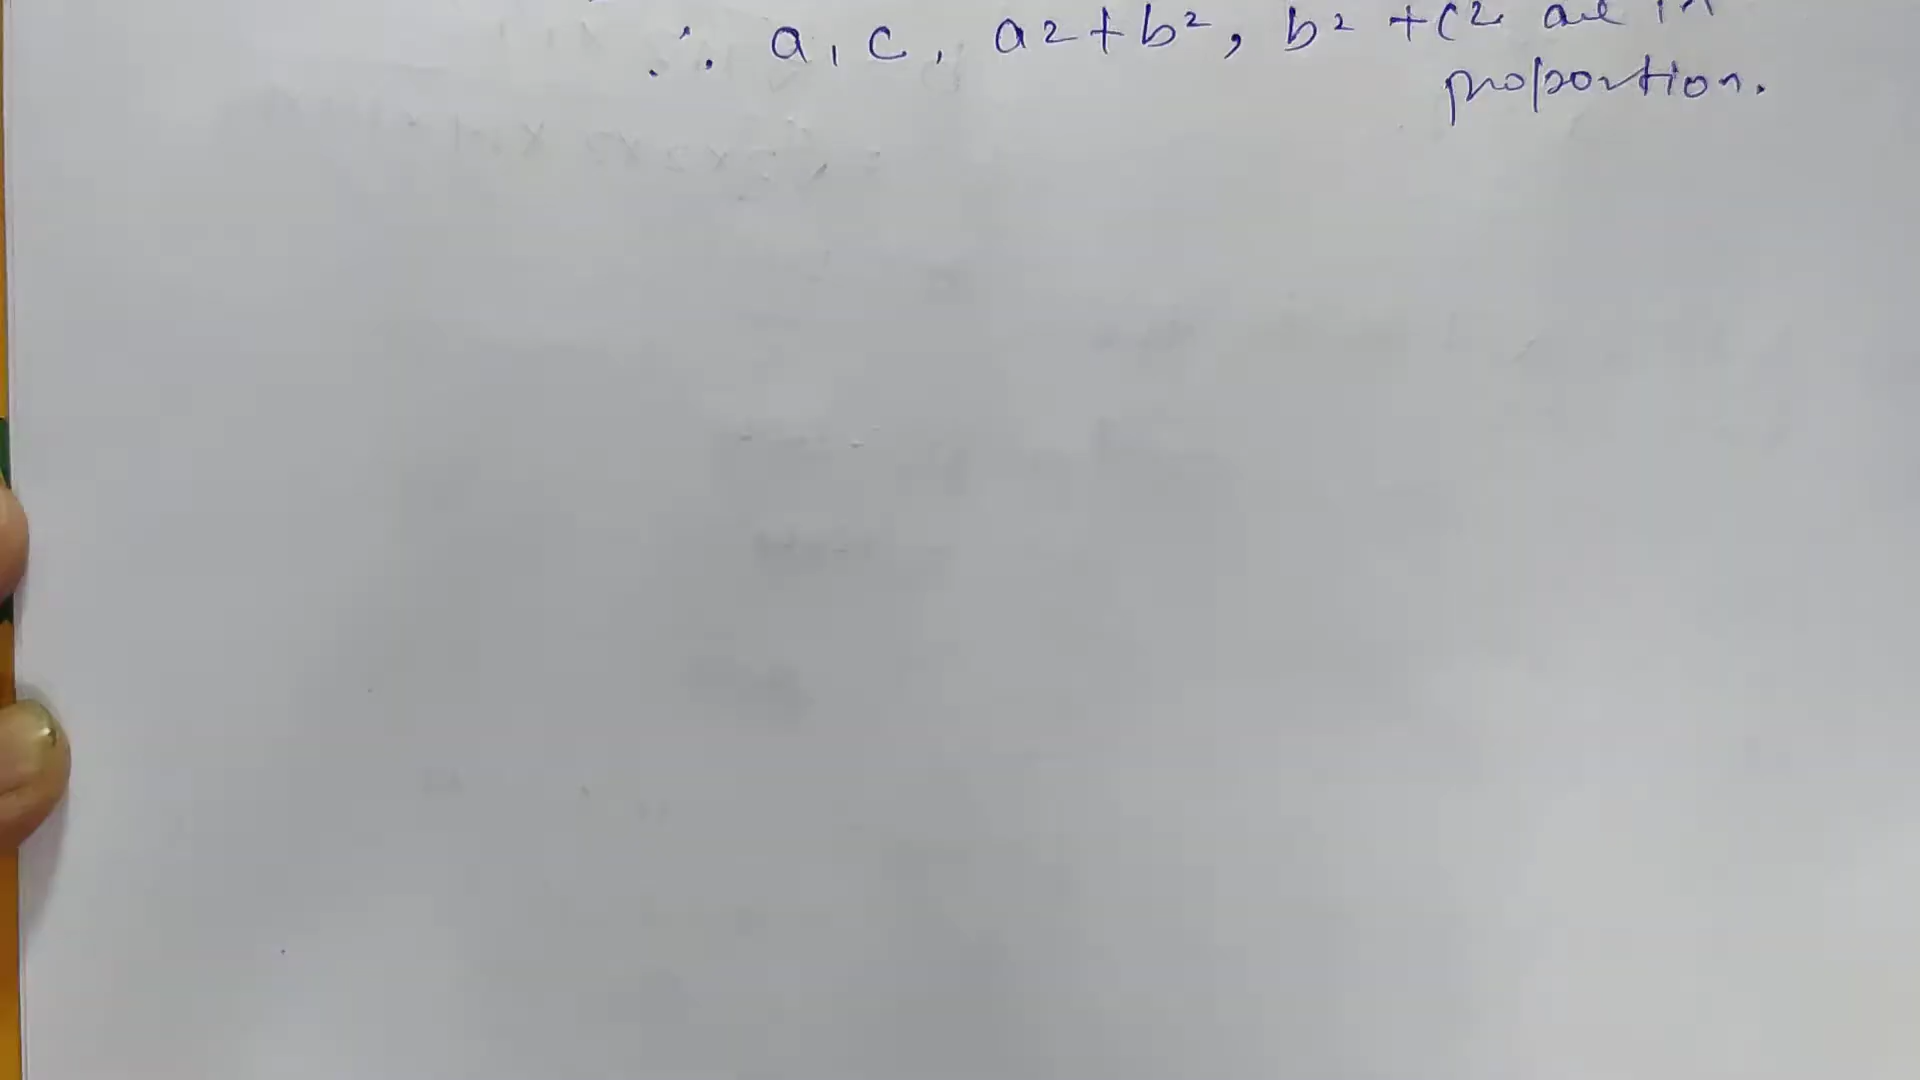 ∴ a, c, a2+b², b2 +c2 are in
proportion.